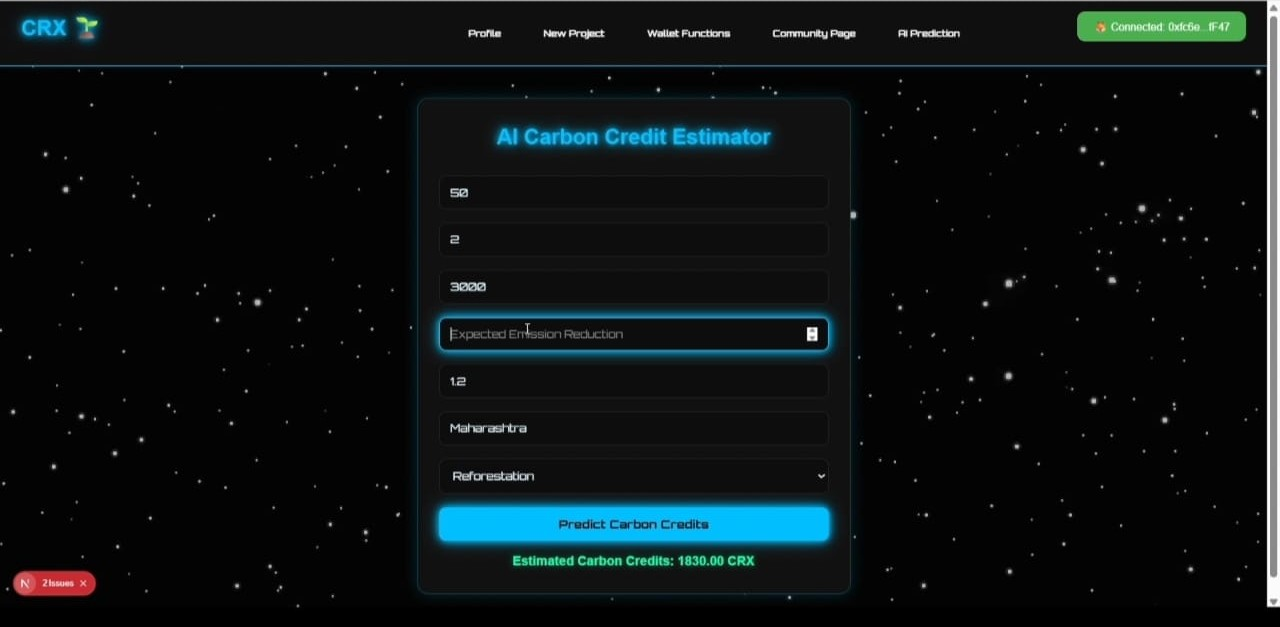 CRX
Profile
New Project
Wallet Functions
Community Page
AI Prediction
Connected: 0xfc6e...fF47
AI Carbon Credit Estimator
50
2
3000
Expected Emission Reduction
1.2
Maharashtra
Reforestation
Predict Carbon Credits
Estimated Carbon Credits: 1830.00 CRX
N 2 Issues ×